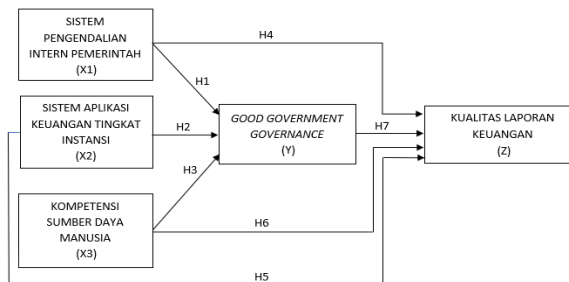 SISTEM
PENGENDALIAN
INTERN PEMERINTAH
(X1)
H4
H1
SISTEM APLIKASI
KEUANGAN TINGKAT
INSTANSI
(X2)
H2
GOOD GOVERNMENT
GOVERNANCE
(Y)
H7
KUALITAS LAPORAN
KEUANGAN
(Z)
H3
KOMPETENSI
SUMBER DAYA
MANUSIA
(X3)
H6
H5